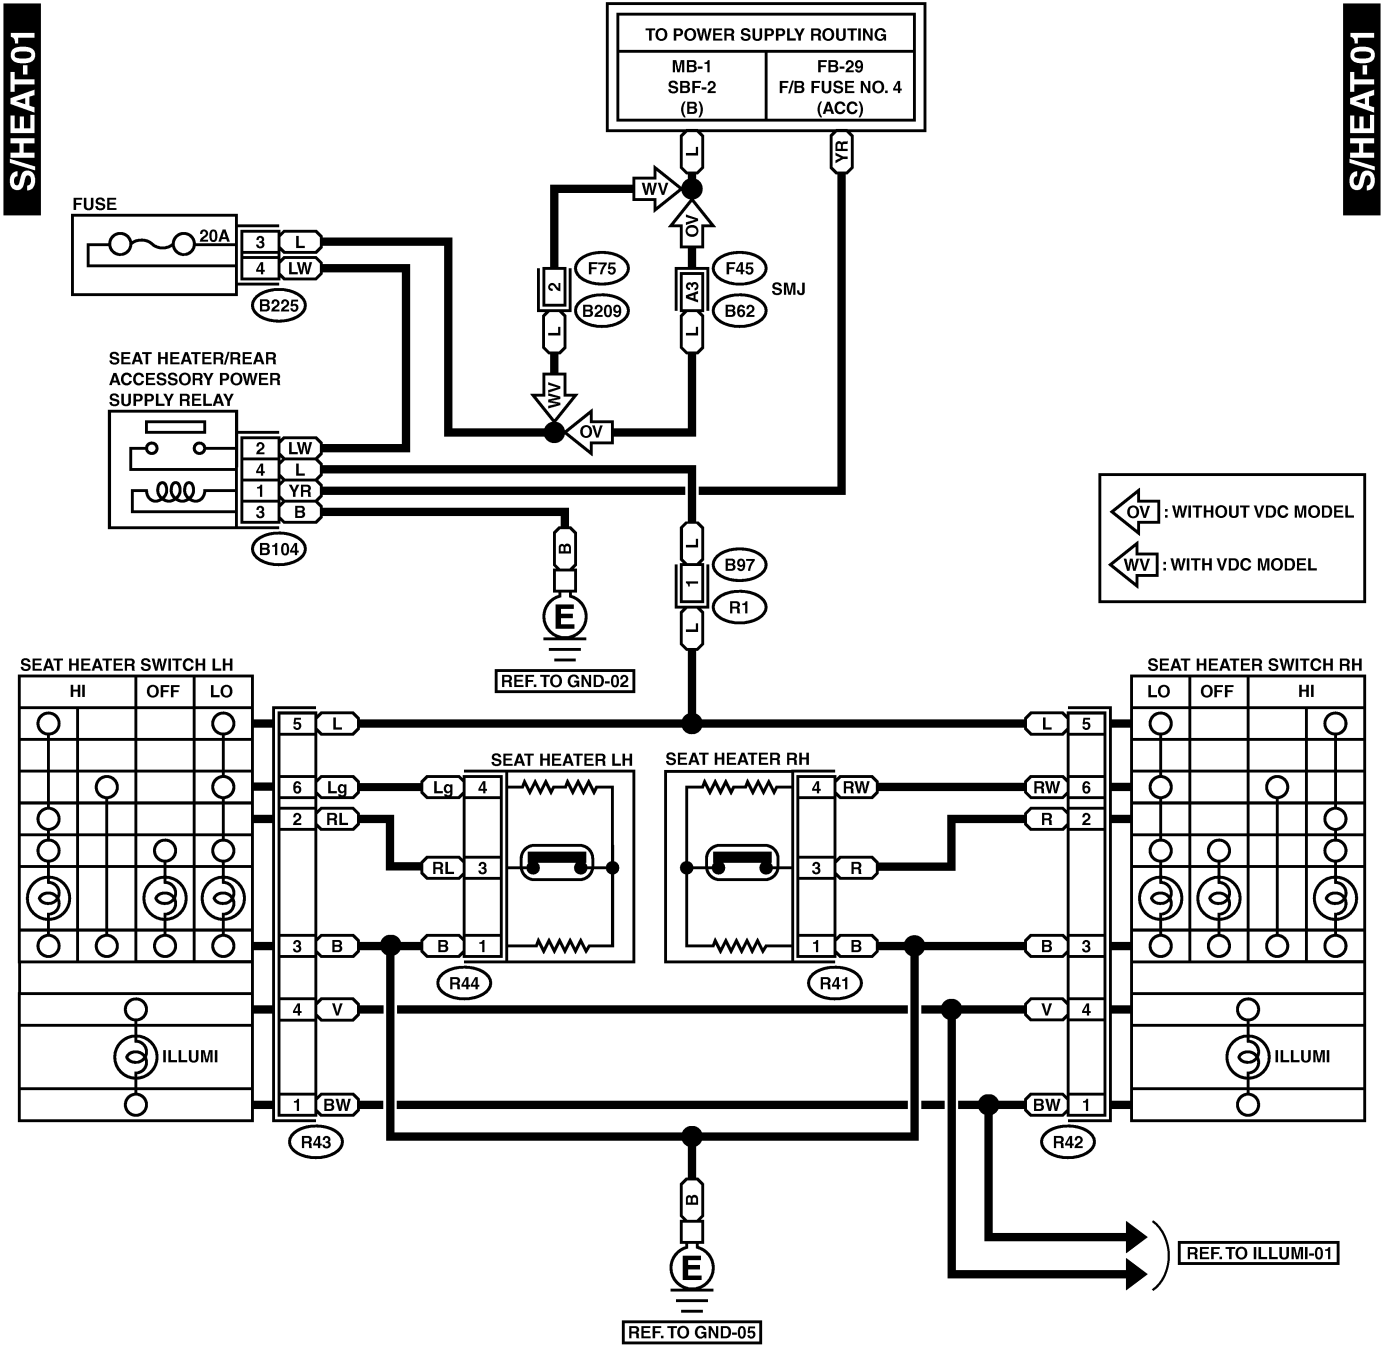 S/HEAT-01
S/HEAT-01
TO POWER SUPPLY ROUTING
MB-1
SBF-2
(B)
FB-29
F/B FUSE NO. 4
(ACC)
L
YR
WV
OV
FUSE
20A
3
L
4
LW
B225
2
F75
B209
L
A3
F45
B62
SMJ
L
WV
OV
SEAT HEATER/REAR
ACCESSORY POWER
SUPPLY RELAY
2
LW
4
L
1
YR
3
B
B104
B
E
REF. TO GND-02
L
1
B97
R1
L
OV
: WITHOUT VDC MODEL
WV
: WITH VDC MODEL
SEAT HEATER SWITCH LH
HI
OFF
LO
5
L
6
Lg
2
RL
3
B
4
V
1
BW
ILLUMI
R43
SEAT HEATER LH
Lg
4
RL
3
B
1
R44
SEAT HEATER RH
4
RW
3
R
1
B
R41
SEAT HEATER SWITCH RH
LO
OFF
HI
L
5
RW
6
R
2
B
3
V
4
BW
1
ILLUMI
R42
B
E
REF. TO GND-05
REF. TO ILLUMI-01